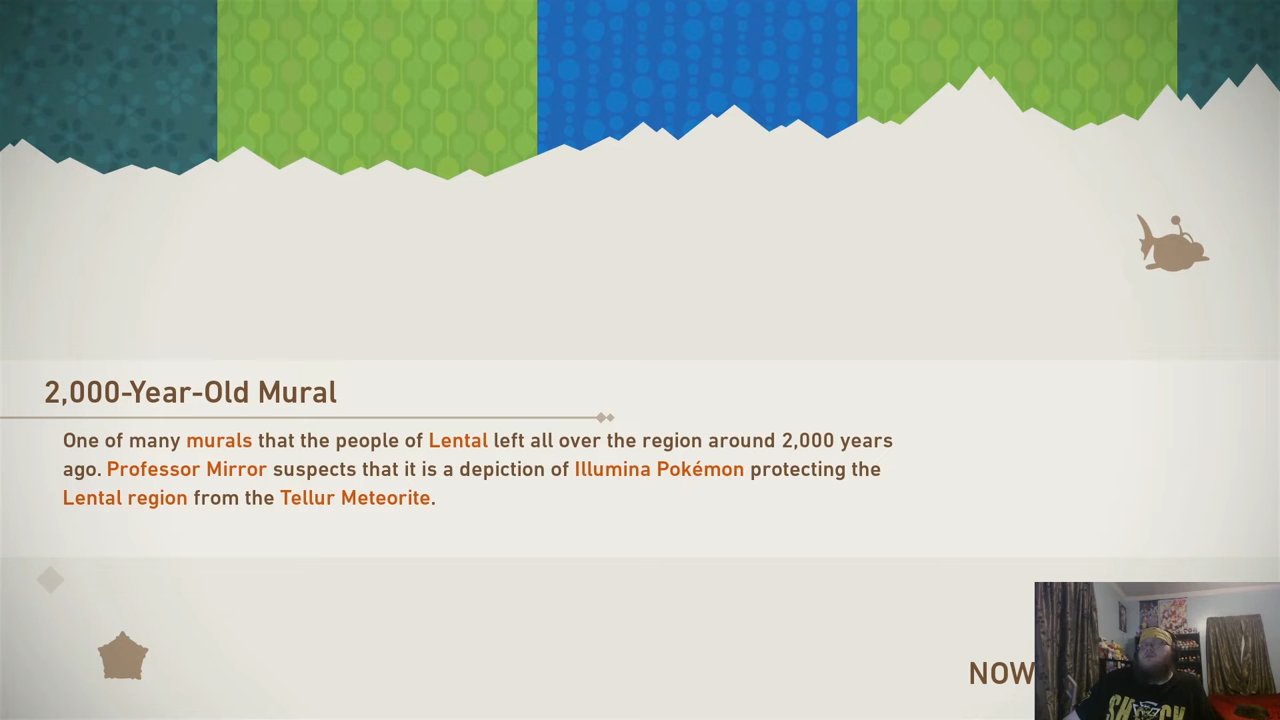 2,000-Year-Old Mural
One of many murals that the people of Lental left all over the region around 2,000 years
ago. Professor Mirror suspects that it is a depiction of Illumina Pokémon protecting the
Lental region from the Tellur Meteorite.
NOW